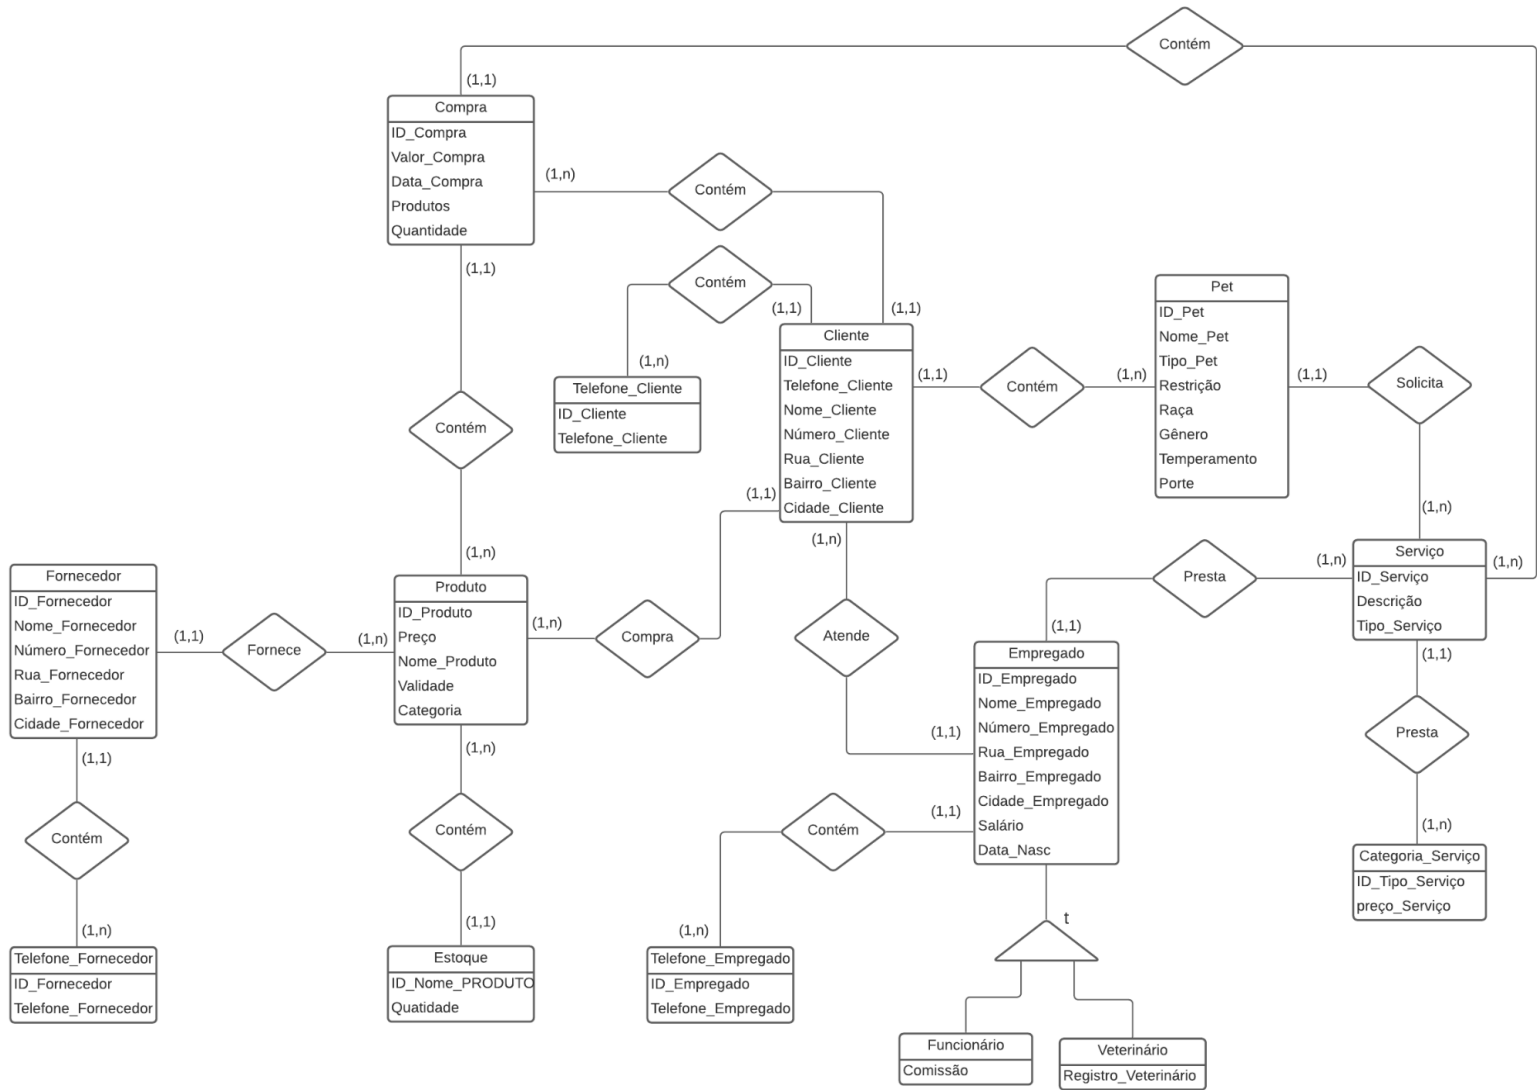 Contém
(1,1)
Compra
ID_Compra
Valor_Compra
Data_Compra
Produtos
Quantidade
(1,n)
Contém
(1,1)
Contém
(1,1)
(1,1)
(1,n)
Telefone_Cliente
ID_Cliente
Telefone_Cliente
Cliente
ID_Cliente
Telefone_Cliente
Nome_Cliente
Número_Cliente
Rua_Cliente
Bairro_Cliente
Cidade_Cliente
(1,1)
Contém
(1,n)
Pet
ID_Pet
Nome_Pet
Tipo_Pet
Restrição
Raça
Gênero
Temperamento
Porte
(1,1)
Solicita
(1,n)
Contém
(1,n)
(1,1)
(1,n)
Fornecedor
ID_Fornecedor
Nome_Fornecedor
Número_Fornecedor
Rua_Fornecedor
Bairro_Fornecedor
Cidade_Fornecedor
(1,1)
Fornece
(1,n)
Produto
ID_Produto
Preço
Nome_Produto
Validade
Categoria
(1,n)
Compra
Atende
(1,1)
Presta
(1,n)
Serviço
ID_Serviço
Descrição
Tipo_Serviço
(1,n)
(1,1)
Empregado
ID_Empregado
Nome_Empregado
Número_Empregado
Rua_Empregado
Bairro_Empregado
Cidade_Empregado
Salário
Data_Nasc
(1,1)
Presta
(1,n)
Categoria_Serviço
ID_Tipo_Serviço
preço_Serviço
(1,1)
Contém
(1,n)
Telefone_Fornecedor
ID_Fornecedor
Telefone_Fornecedor
(1,n)
Contém
(1,1)
Estoque
ID_Nome_PRODUTO
Quatidade
Contém
(1,1)
(1,n)
Telefone_Empregado
ID_Empregado
Telefone_Empregado
t
Funcionário
Comissão
Veterinário
Registro_Veterinário